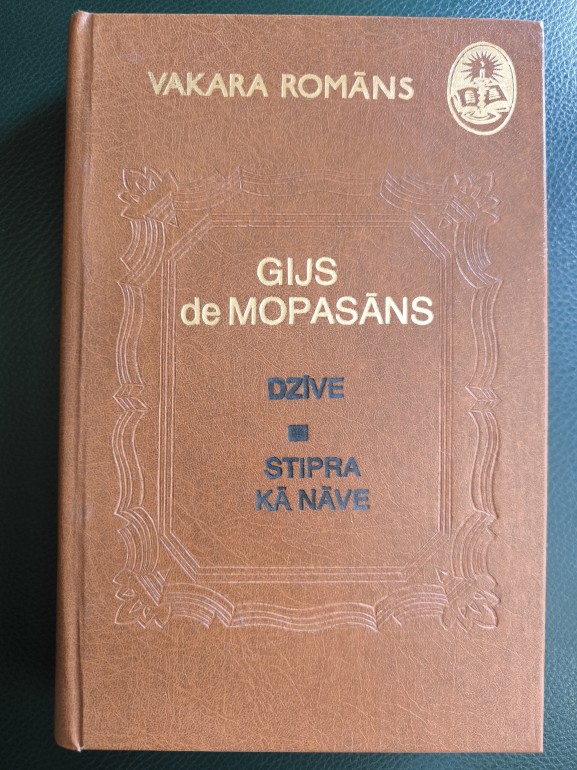 VAKARA ROMĀNS
GIJS
de MOPASĀNS
DZĪVE
STIPRA
KĀ NĀVE